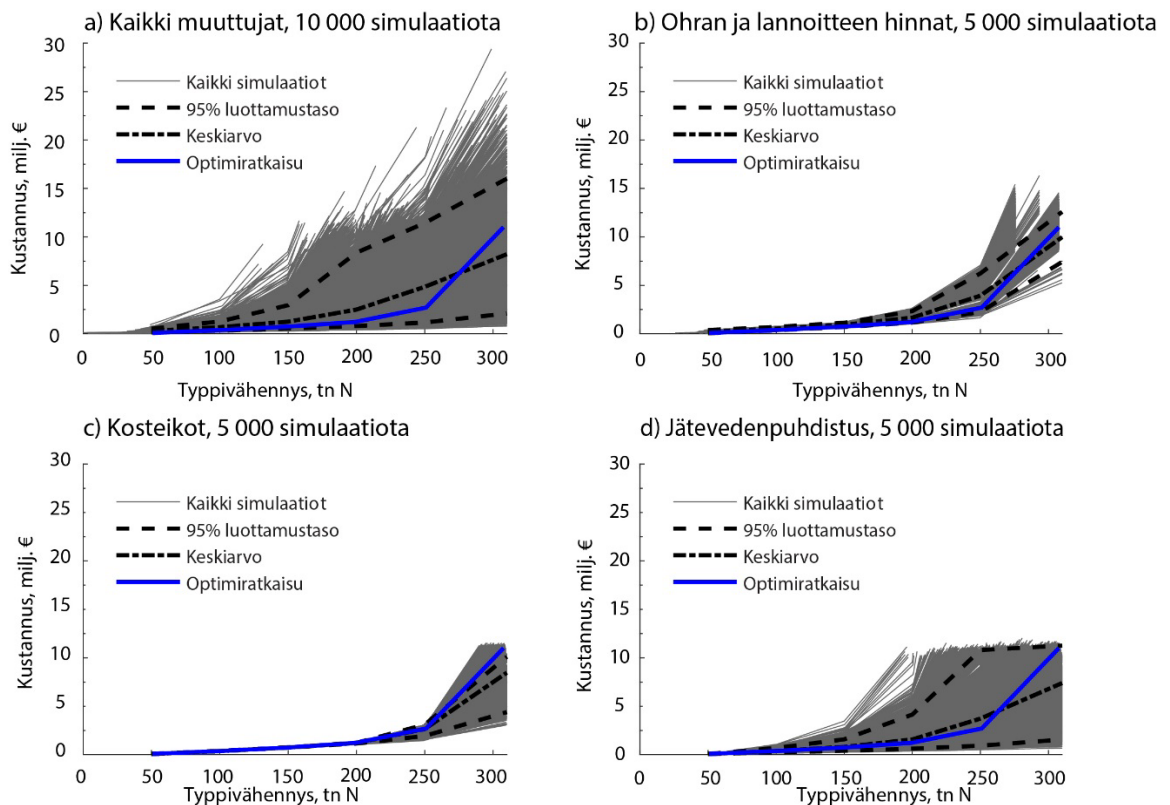 a) Kaikki muuttujat, 10 000 simulaatiota
30
25
20
15
10
5
0
Kustannus, milj. €
Kaikki simulaatiot
95% luottamustaso
Keskiarvo
Optimiratkaisu
0 50 100 150 200 250 300
Typpivähennys, tn N
b) Ohran ja lannoitteen hinnat, 5 000 simulaatiota
30
25
20
15
10
5
0
Kustannus, milj. €
Kaikki simulaatiot
95% luottamustaso
Keskiarvo
Optimiratkaisu
0 50 100 150 200 250 300
Typpivähennys, tn N
c) Kosteikot, 5 000 simulaatiota
30
25
20
15
10
5
0
Kustannus, milj. €
Kaikki simulaatiot
95% luottamustaso
Keskiarvo
Optimiratkaisu
0 50 100 150 200 250 300
Typpivähennys, tn N
d) Jätevedenpuhdistus, 5 000 simulaatiota
30
25
20
15
10
5
0
Kustannus, milj. €
Kaikki simulaatiot
95% luottamustaso
Keskiarvo
Optimiratkaisu
0 50 100 150 200 250 300
Typpivähennys, tn N